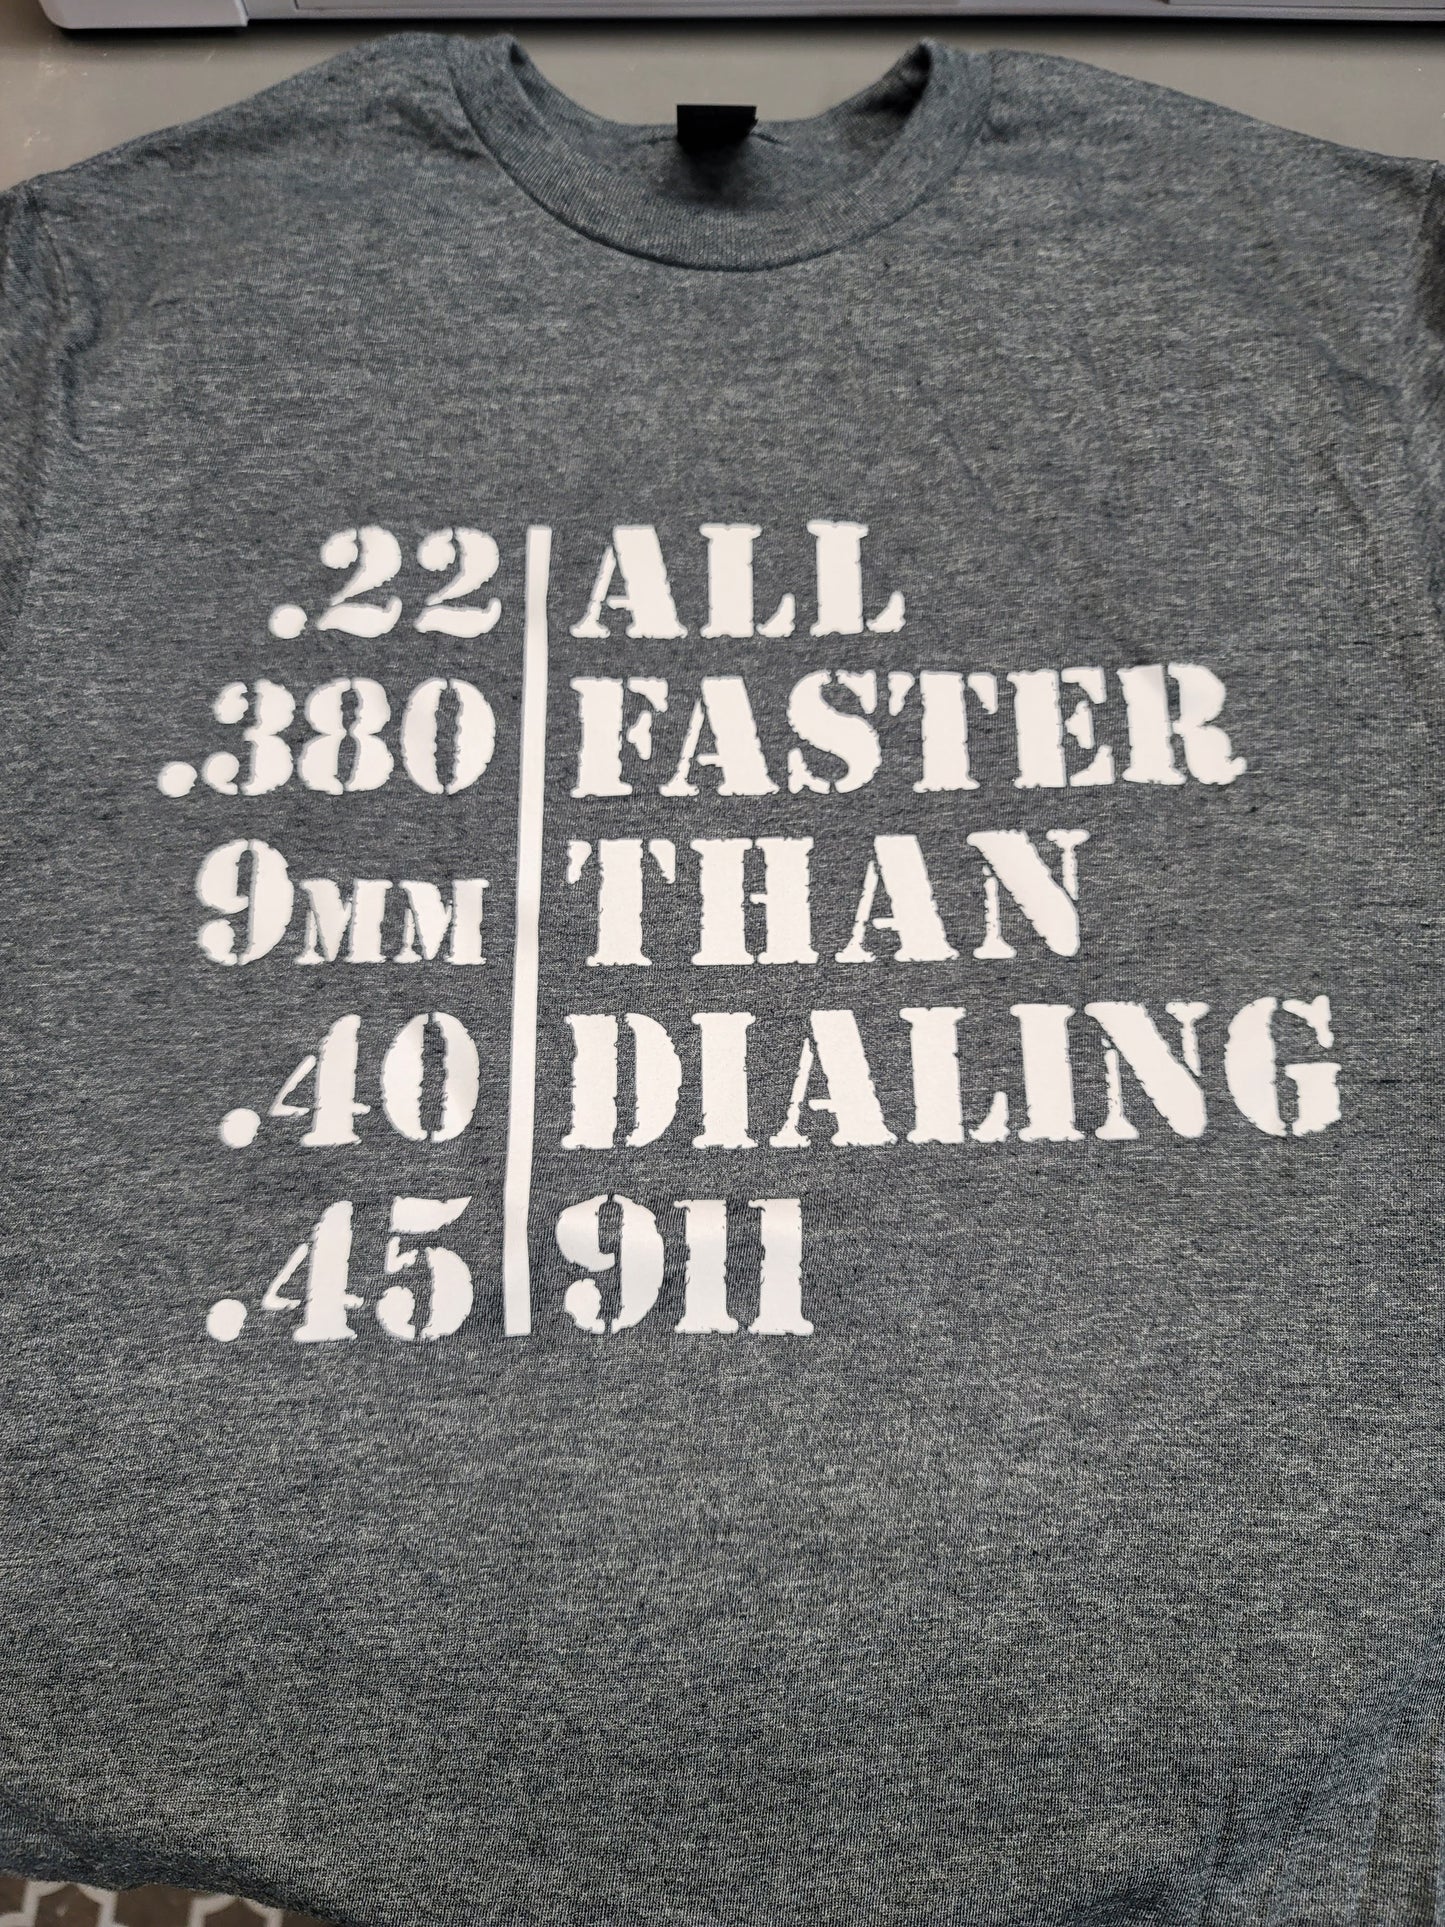 .22 ALL
.380 FASTER
9MM THAN
.40 DIALING
.45 911